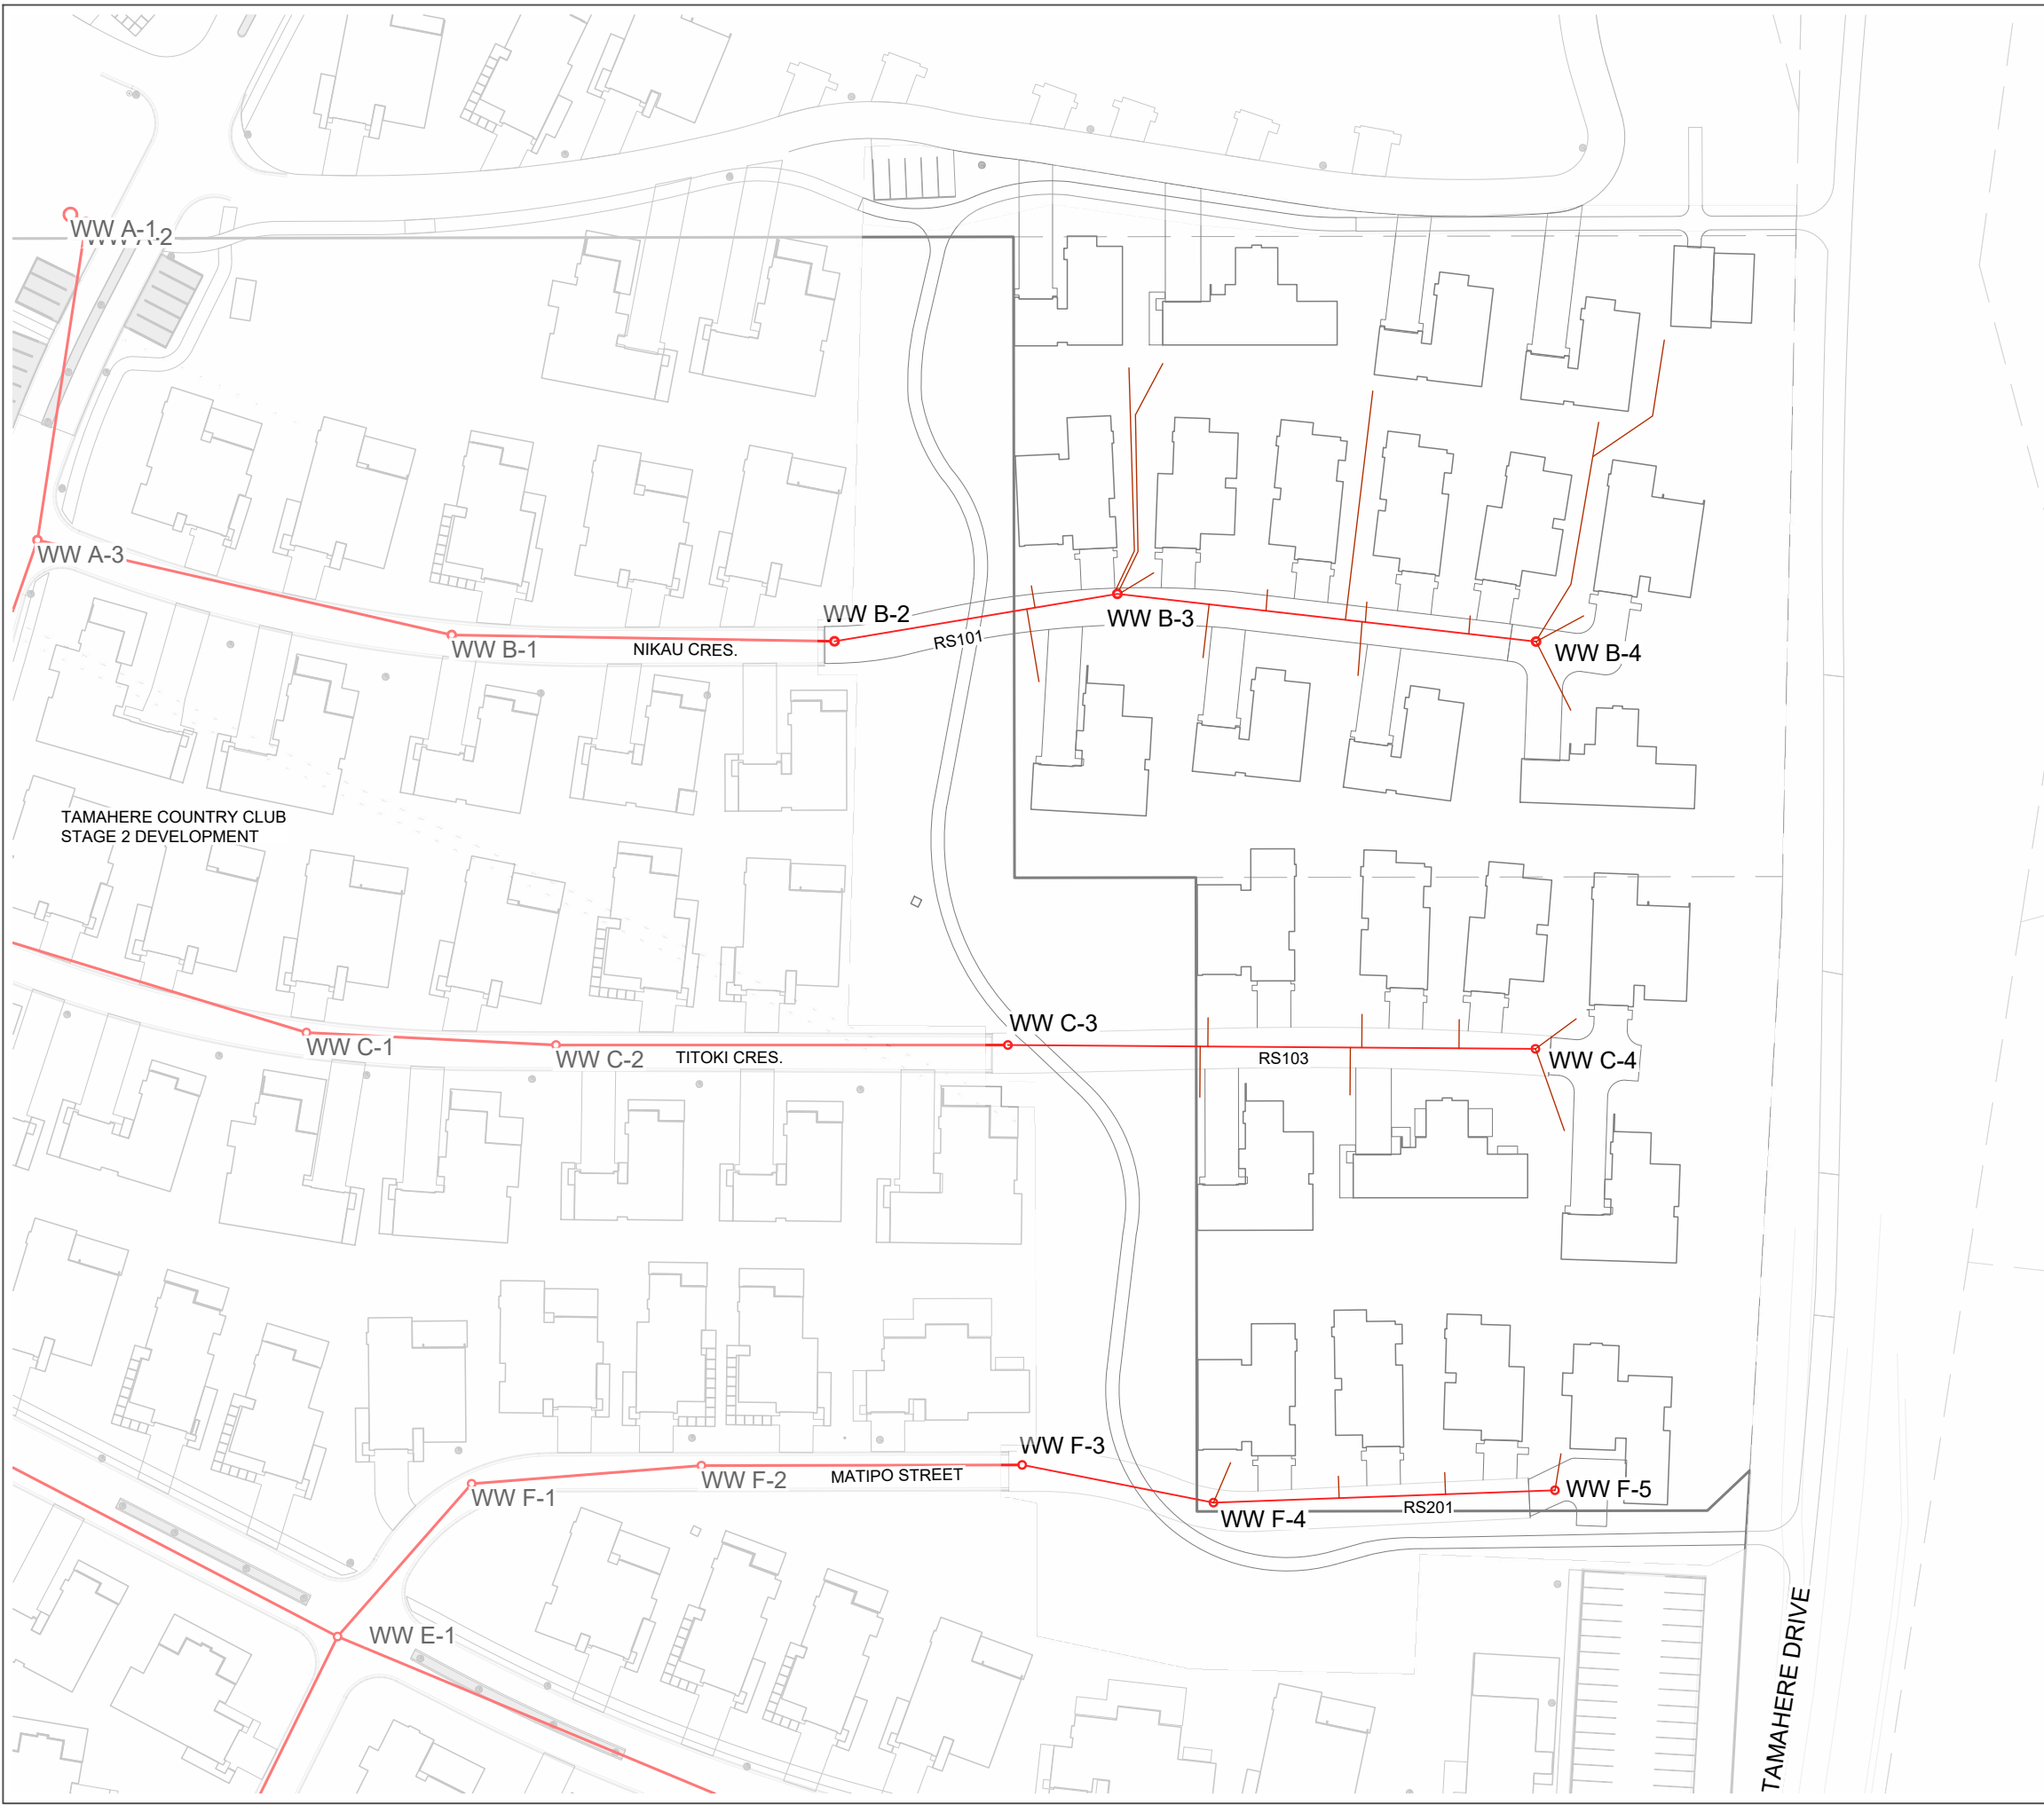 WW A-1
WW A-2
WW A-3
WW B-2
WW B-3
RS101
WW B-1
NIKAU CRES.
WW B-4
TAMAHERE COUNTRY CLUB
STAGE 2 DEVELOPMENT
WW C-3
WW C-1
WW C-2
TITOKI CRES.
RS103
WW C-4
WW F-3
WW F-2
MATIPO STREET
WW F-1
WW F-5
RS201
WW F-4
WW E-1
TAMAHERE DRIVE